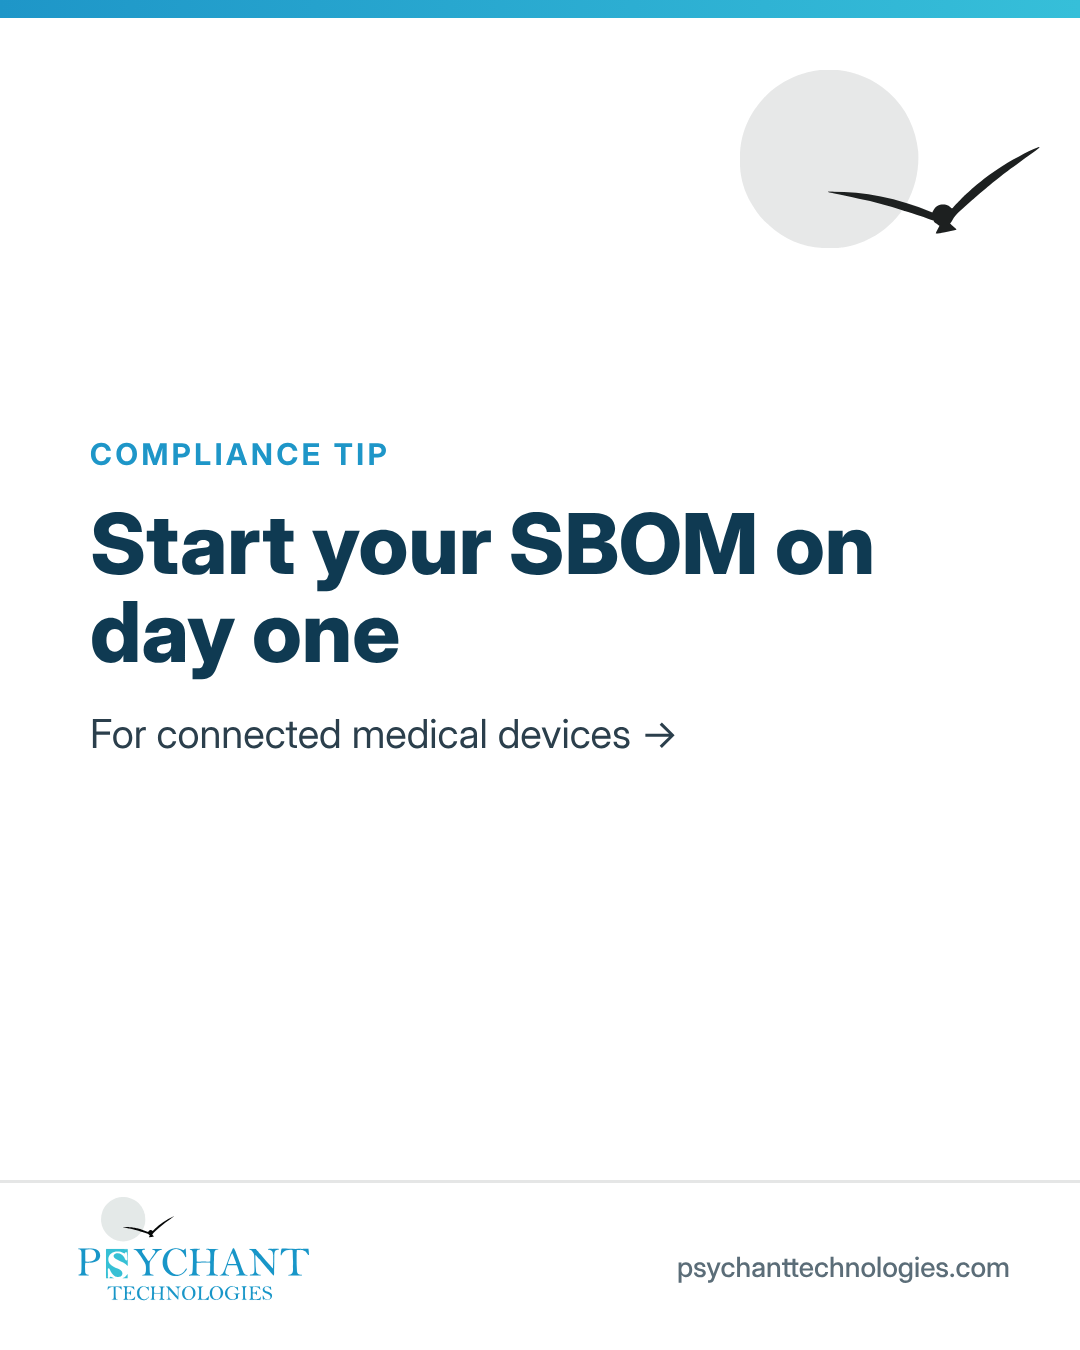 COMPLIANCE TIP
Start your SBOM on
day one
For connected medical devices →
PSYCHANT
TECHNOLOGIES
psychanttechnologies.com